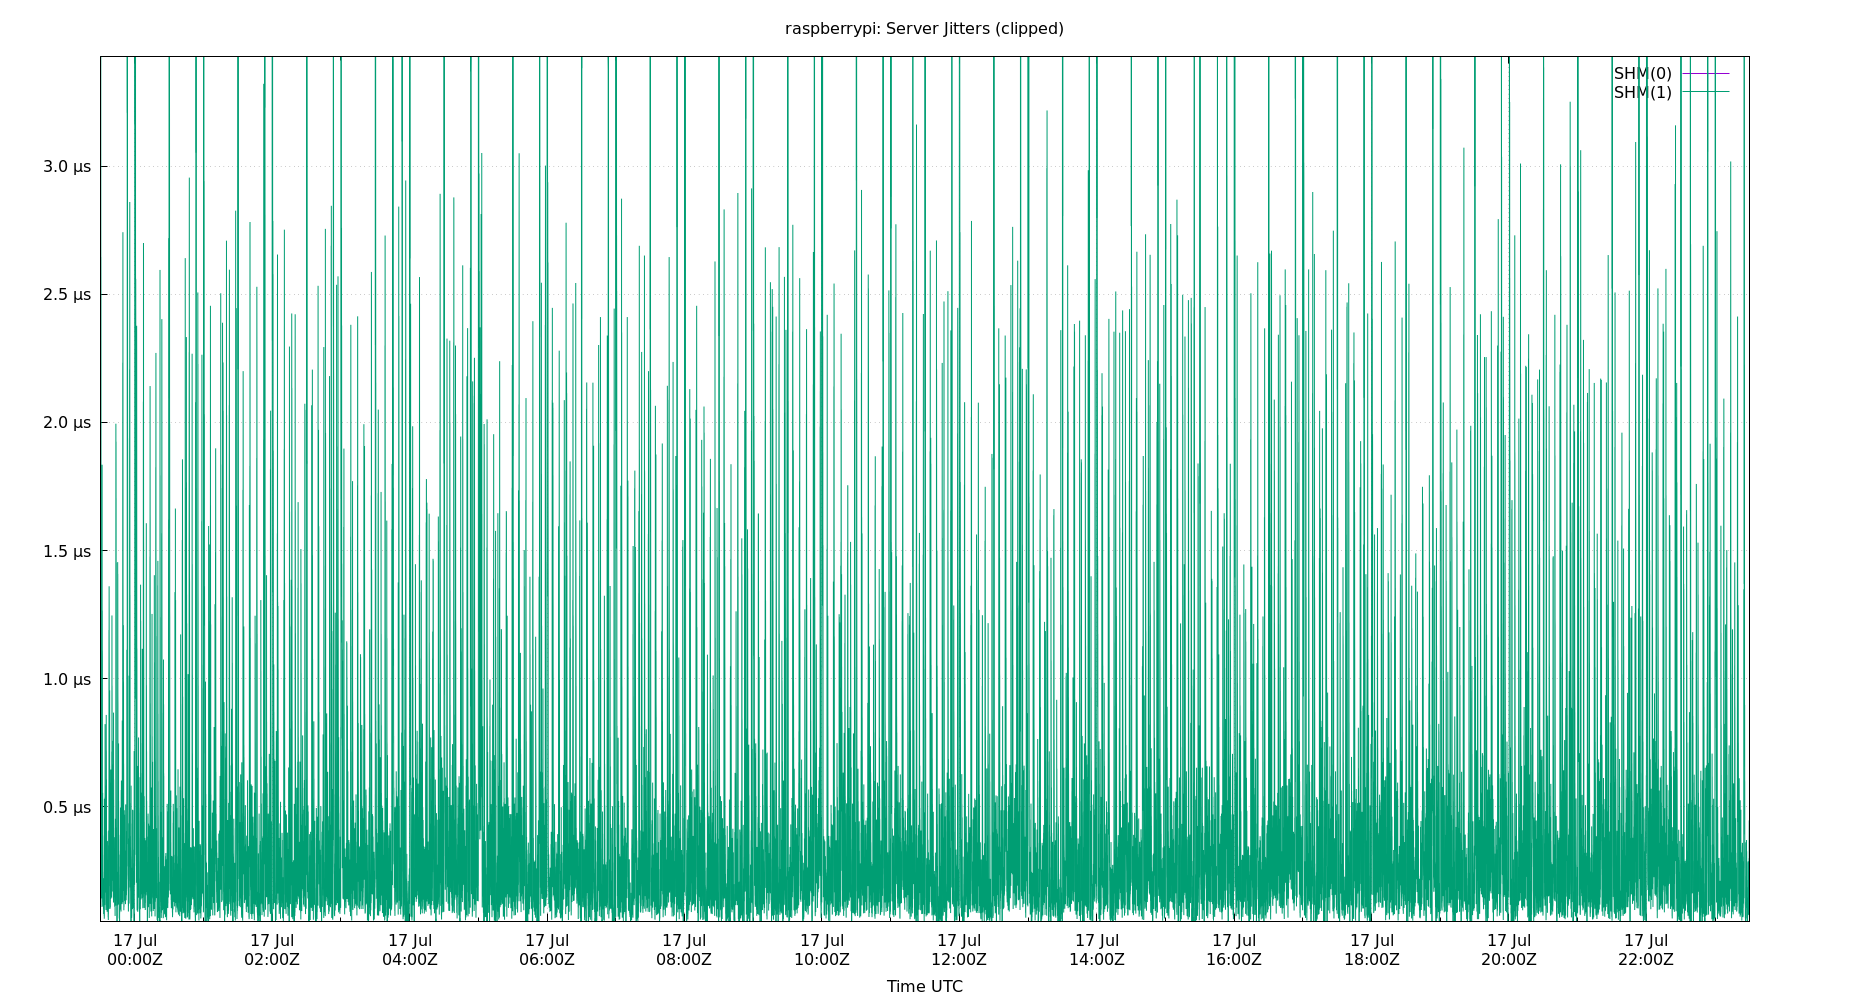 raspberrypi: Server Jitters (clipped)
SHM(0)
SHM(1)
3.0 µs
2.5 µs
2.0 µs
1.5 µs
1.0 µs
0.5 µs
17 Jul 17 Jul 17 Jul 17 Jul 17 Jul 17 Jul 17 Jul 17 Jul 17 Jul 17 Jul 17 Jul 17 Jul
00:00Z 02:00Z 04:00Z 06:00Z 08:00Z 10:00Z 12:00Z 14:00Z 16:00Z 18:00Z 20:00Z 22:00Z
Time UTC